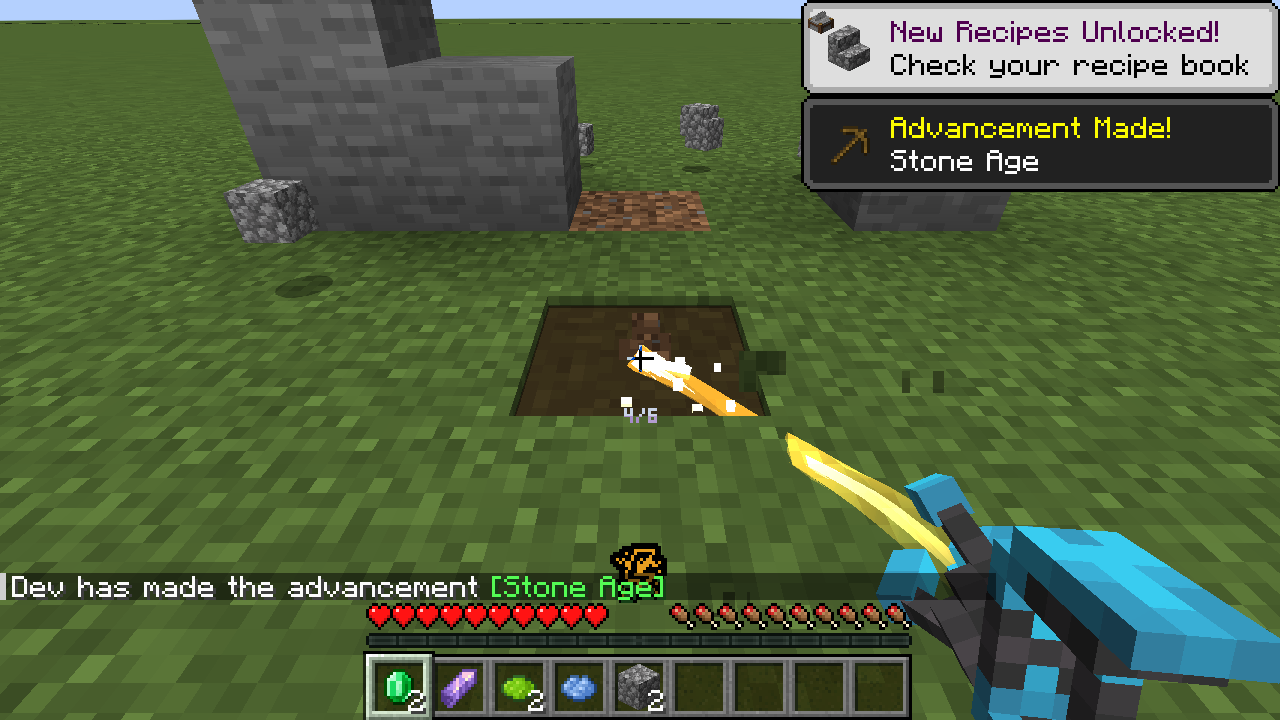 New Recipes Unlocked!
Check your recipe book
Advancement Made!
Stone Age
4/6
Dev has made the advancement [Stone Age]
2
2
2